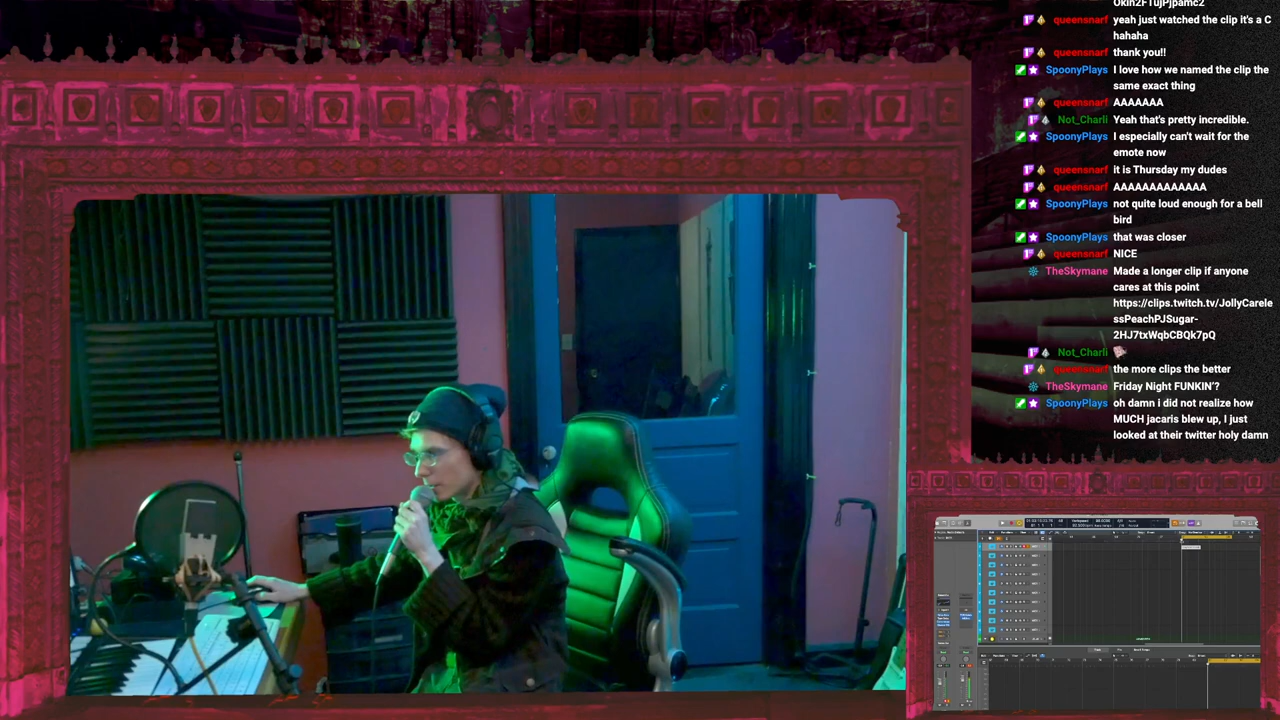 queensnarf yeah just watched the clip it's a C
hahaha
queensnarf thank you!!
SpoonyPlays I love how we named the clip the
same exact thing
queensnarf AAAAAAA
Not_Charli Yeah that's pretty incredible.
SpoonyPlays I especially can't wait for the
emote now
queensnarf it is Thursday my dudes
queensnarf AAAAAAAAAAAAA
SpoonyPlays not quite loud enough for a bell
bird
SpoonyPlays that was closer
queensnarf NICE
TheSkymane Made a longer clip if anyone
cares at this point
https://clips.twitch.tv/JollyCarele
ssPeachPJSugar-
2HJ7txWqbCBQk7pQ
Not_Charli
queensnarf the more clips the better
TheSkymane Friday Night FUNKIN'?
SpoonyPlays oh damn i did not realize how
MUCH jacaris blew up, I just
looked at their twitter holy damn